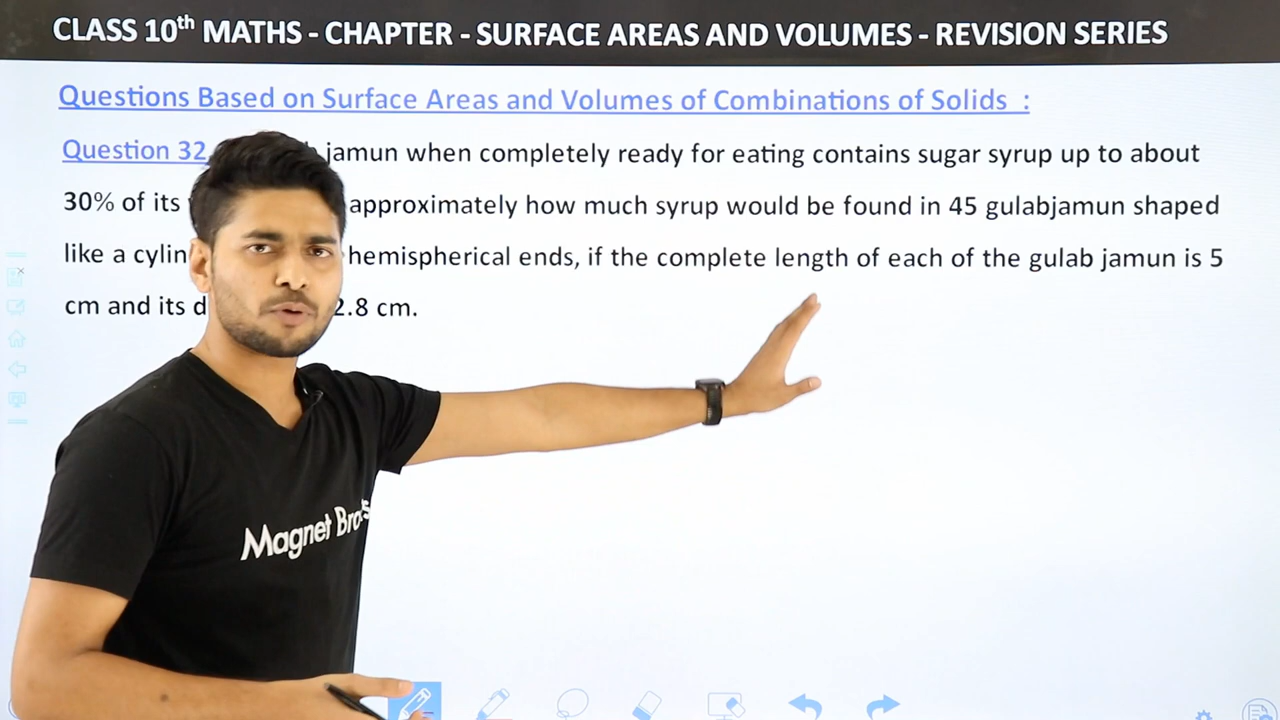 CLASS 10th MATHS - CHAPTER - SURFACE AREAS AND VOLUMES - REVISION SERIES
Questions Based on Surface Areas and Volumes of Combinations of Solids :
Question 32 jamun when completely ready for eating contains sugar syrup up to about
30% of its approximately how much syrup would be found in 45 gulabjamun shaped
like a cylin hemispherical ends, if the complete length of each of the gulab jamun is 5
cm and its d 2.8 cm.
Magnet Bro